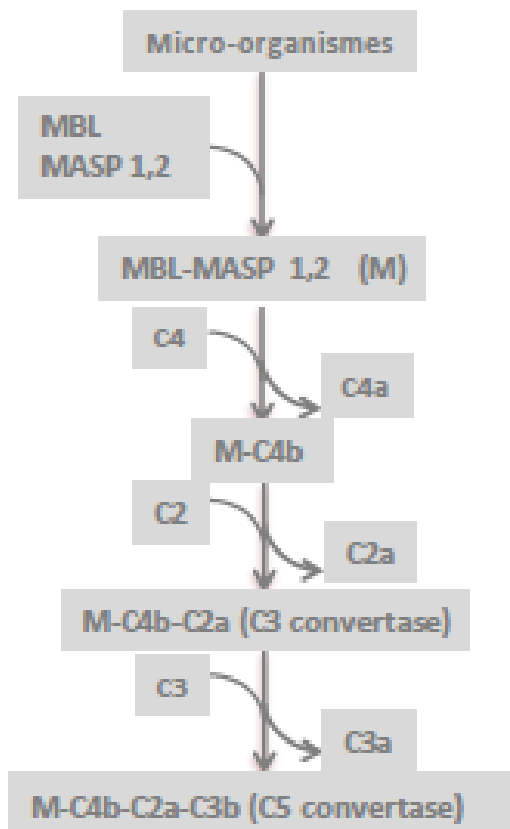 Micro-organismes
MBL
MASP 1,2
MBL-MASP 1,2 (M)
C4
C4a
M-C4b
C2
C2a
M-C4b-C2a (C3 convertase)
C3
C3a
M-C4b-C2a-C3b (C5 convertase)